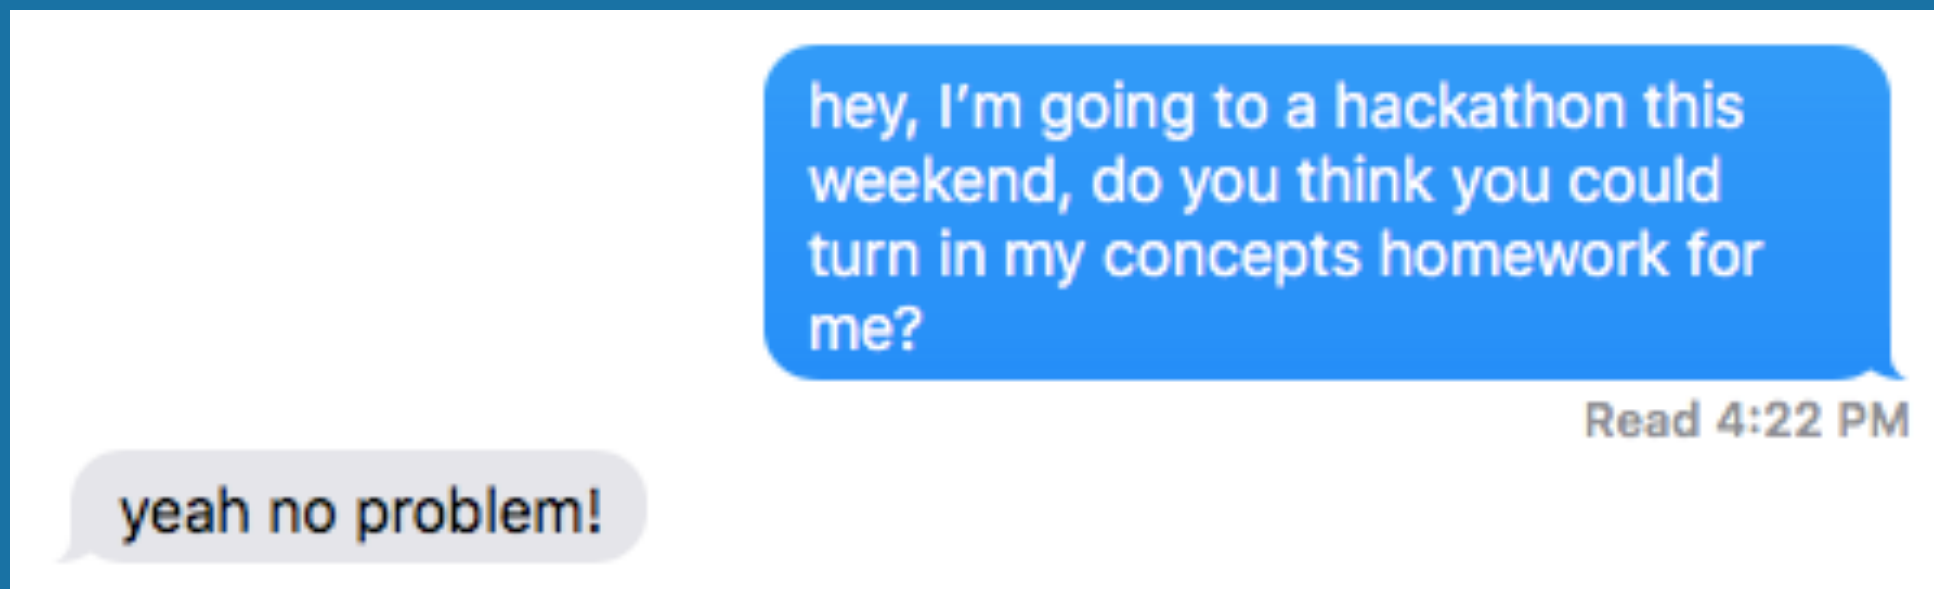 hey, I’m going to a hackathon this
weekend, do you think you could
turn in my concepts homework for
me?
Read 4:22 PM
yeah no problem!